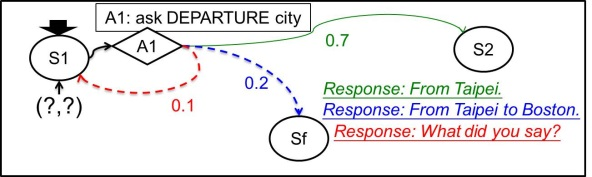 A1: ask DEPARTURE city
S1
A1
0.7
S2
0.2
0.1
(?,?)
Sf
Response: From Taipei.
Response: From Taipei to Boston.
Response: What did you say?